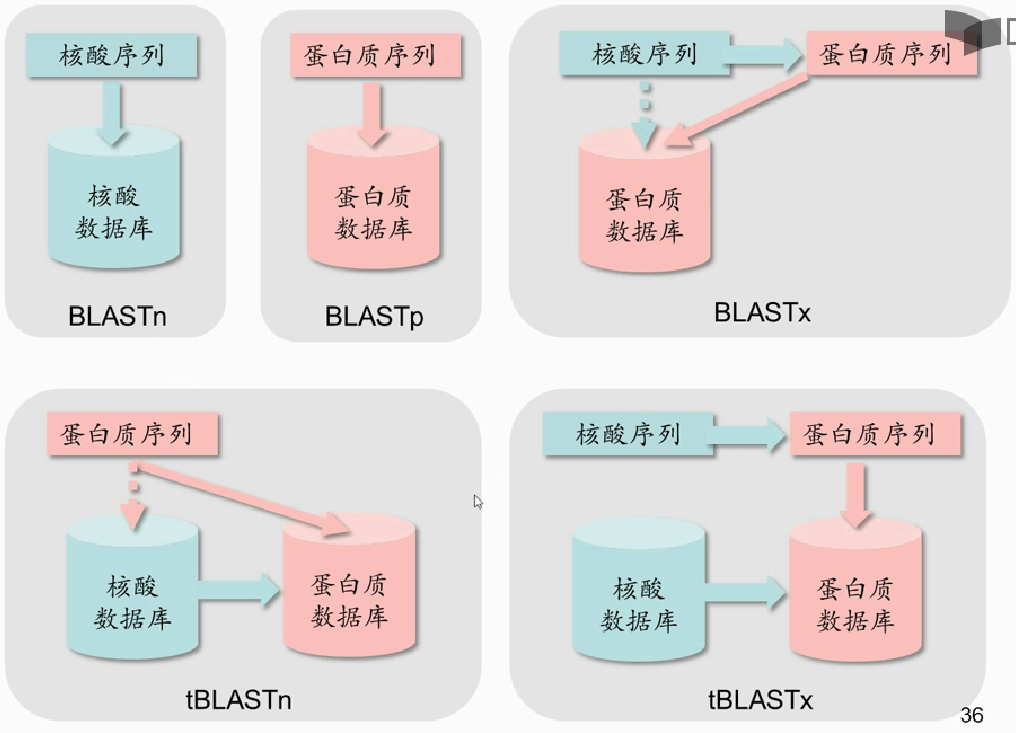 核酸序列
核酸
数据库
BLASTn
蛋白质序列
蛋白质
数据库
BLASTp
核酸序列
蛋白质序列
蛋白质
数据库
BLASTx
蛋白质序列
核酸
数据库
蛋白质
数据库
tBLASTn
核酸序列
蛋白质序列
核酸
数据库
蛋白质
数据库
tBLASTx
36